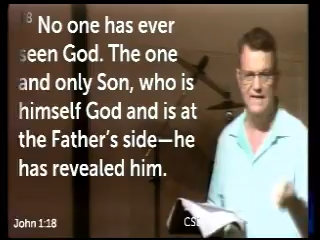 18 No one has ever
seen God. The one
and only Son, who is
himself God and is at
the Father's side—he
has revealed him.
John 1:18